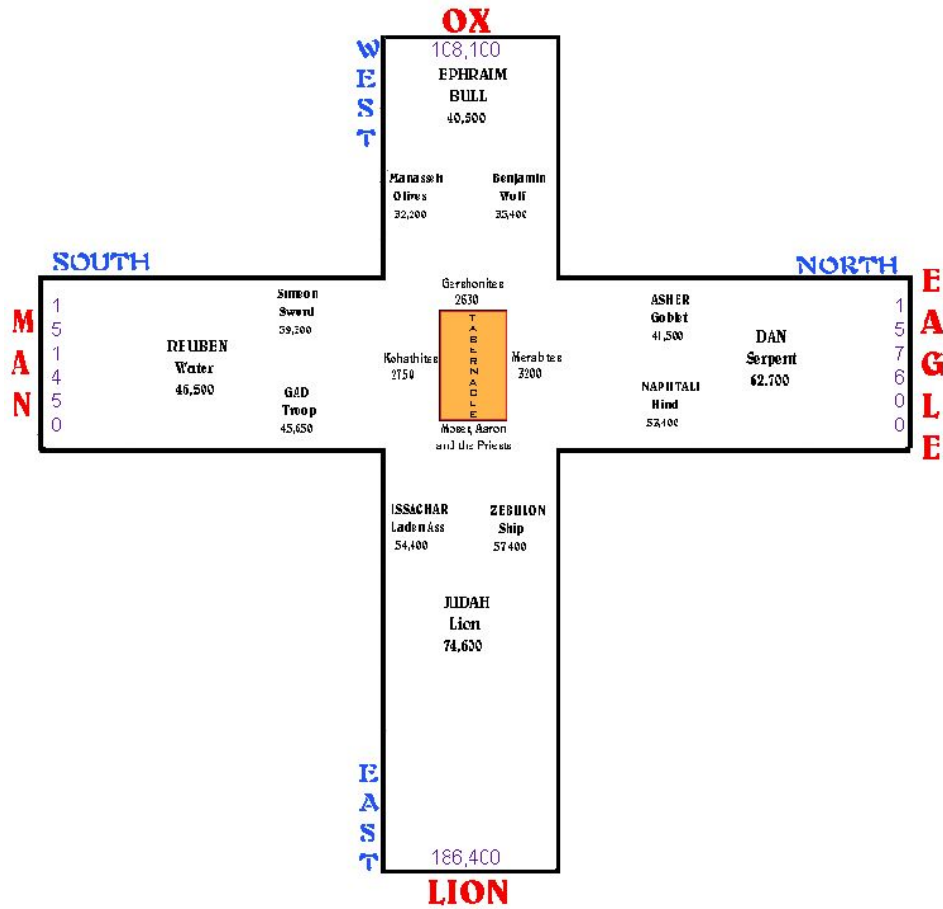 OX
WEST
108,100
EPHRAIM
BULL
40,500
Manasseh
Olives
32,200
Benjamin
Wolf
35,400
SOUTH
NORTH
MAN
151450
Simeon
Sword
59,300
REUBEN
Water
46,500
GAD
Troop
45,650
Gershonites
2630
Kohathites
2750
TABERNACLE
Merabites
3200
Moses, Aaron
and the Priests
ASHER
Goblet
41,500
DAN
Serpent
62,700
NAPHTALI
Hind
53,400
157600
EAGLE
ISSACHAR
Laden Ass
54,400
ZEBULON
Ship
57400
JUDAH
Lion
74,600
EAST
186,400
LION